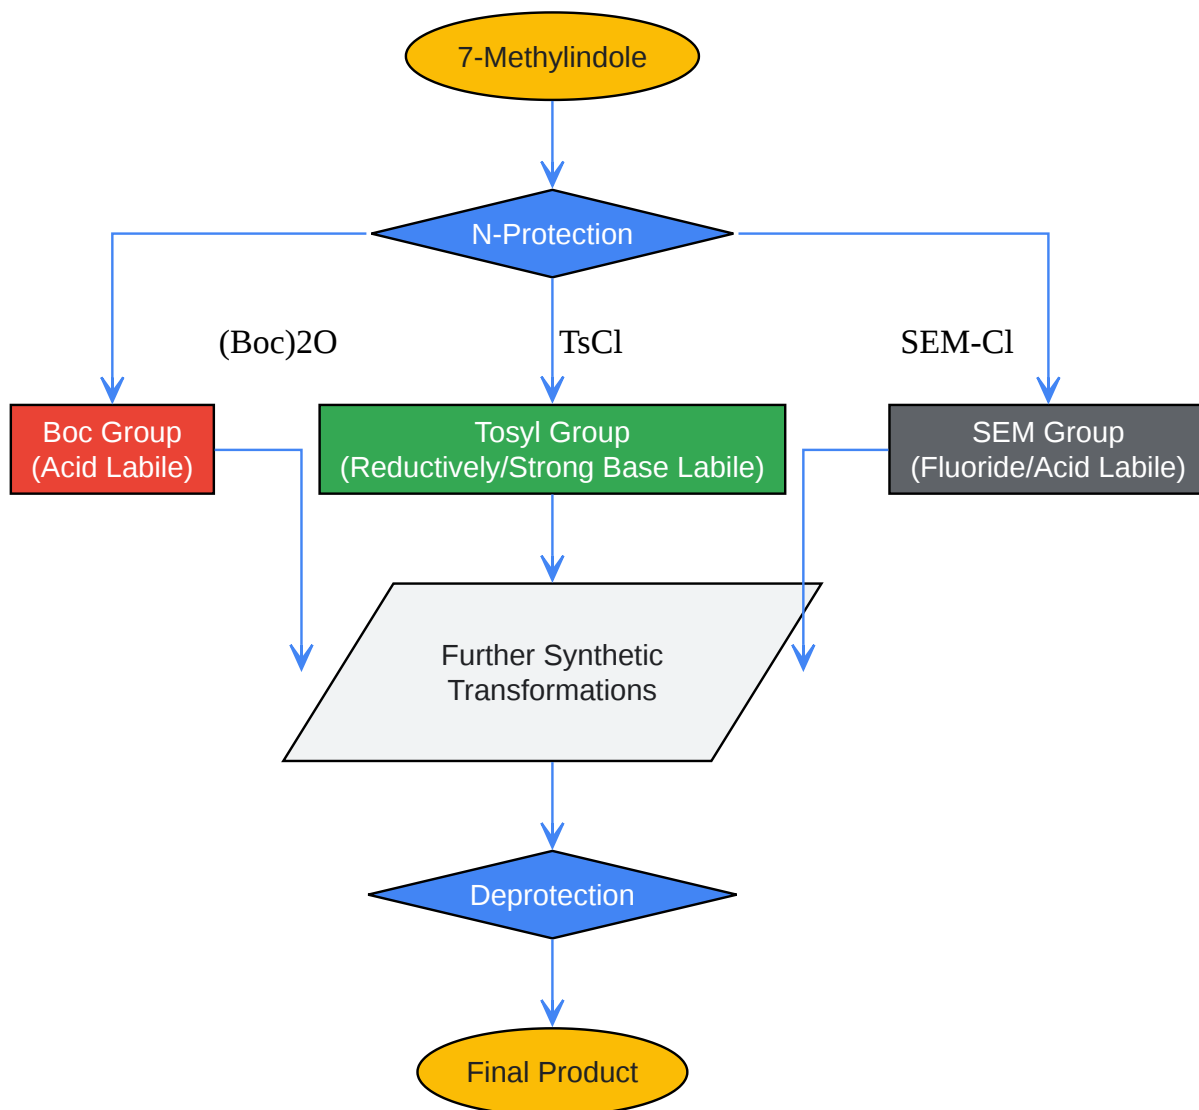 7-Methylindole
N-Protection
(Boc)2O
TsCl
SEM-Cl
Boc Group
(Acid Labile)
Tosyl Group
(Reductively/Strong Base Labile)
SEM Group
(Fluoride/Acid Labile)
Further Synthetic
Transformations
Deprotection
Final Product